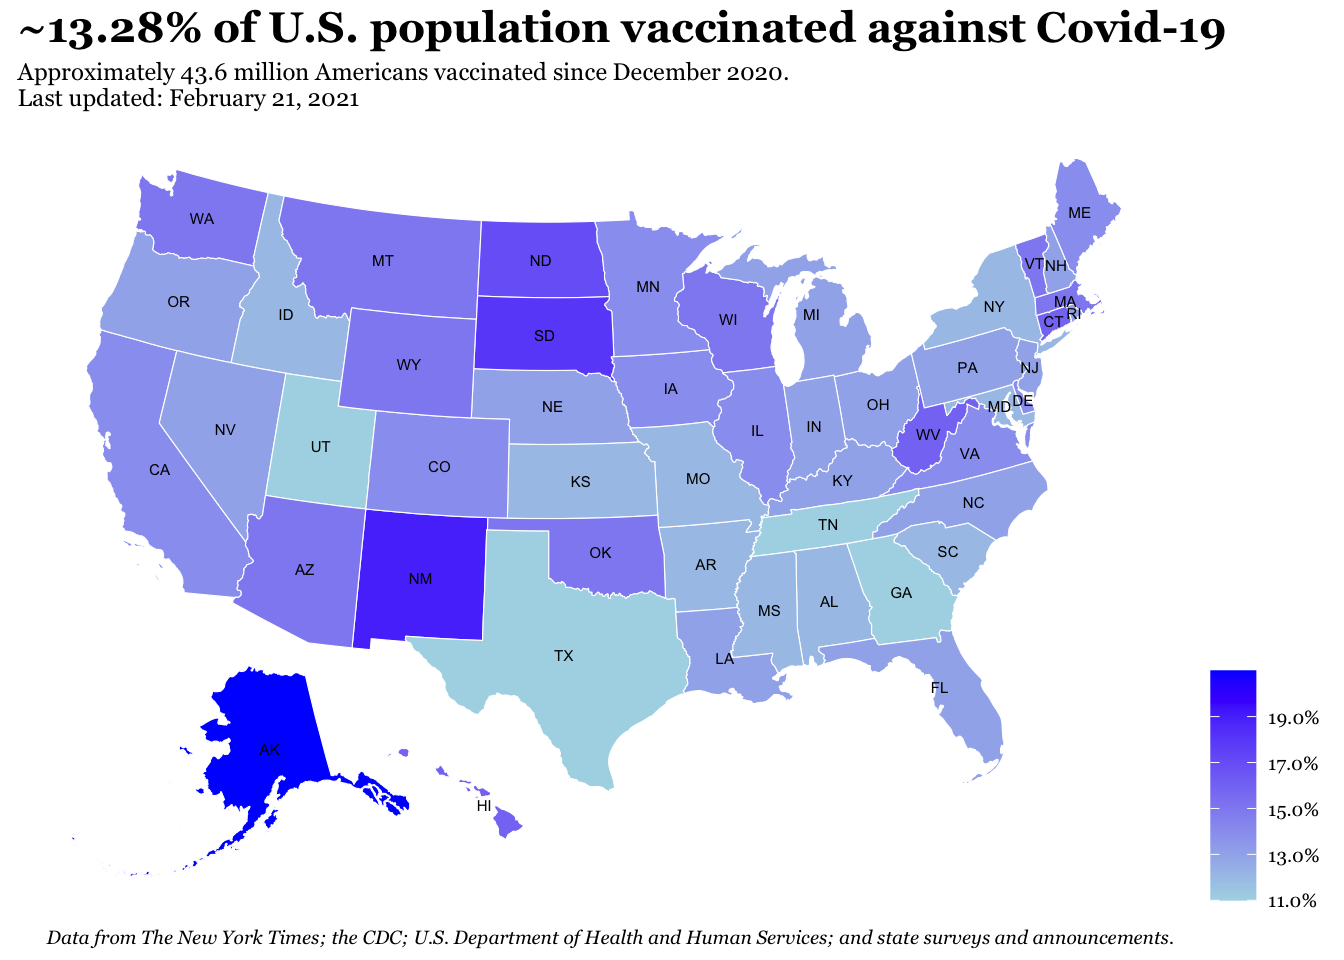 ~13.28% of U.S. population vaccinated against Covid-19
Approximately 43.6 million Americans vaccinated since December 2020.
Last updated: February 21, 2021
ME
WA
MT
ND
VT
NH
MN
OR
MA
NY
ID
RI
WI
MI
CT
SD
WY
PA
NJ
IA
NE
OH
MD
DE
NV
IN
IL
WV
UT
VA
CO
CA
KS
MO
KY
NC
TN
OK
SC
AZ
AR
NM
GA
AL
MS
TX
LA
FL
AK
HI
19.0%
17.0%
15.0%
13.0%
11.0%
Data from The New York Times; the CDC; U.S. Department of Health and Human Services; and state surveys and announcements.